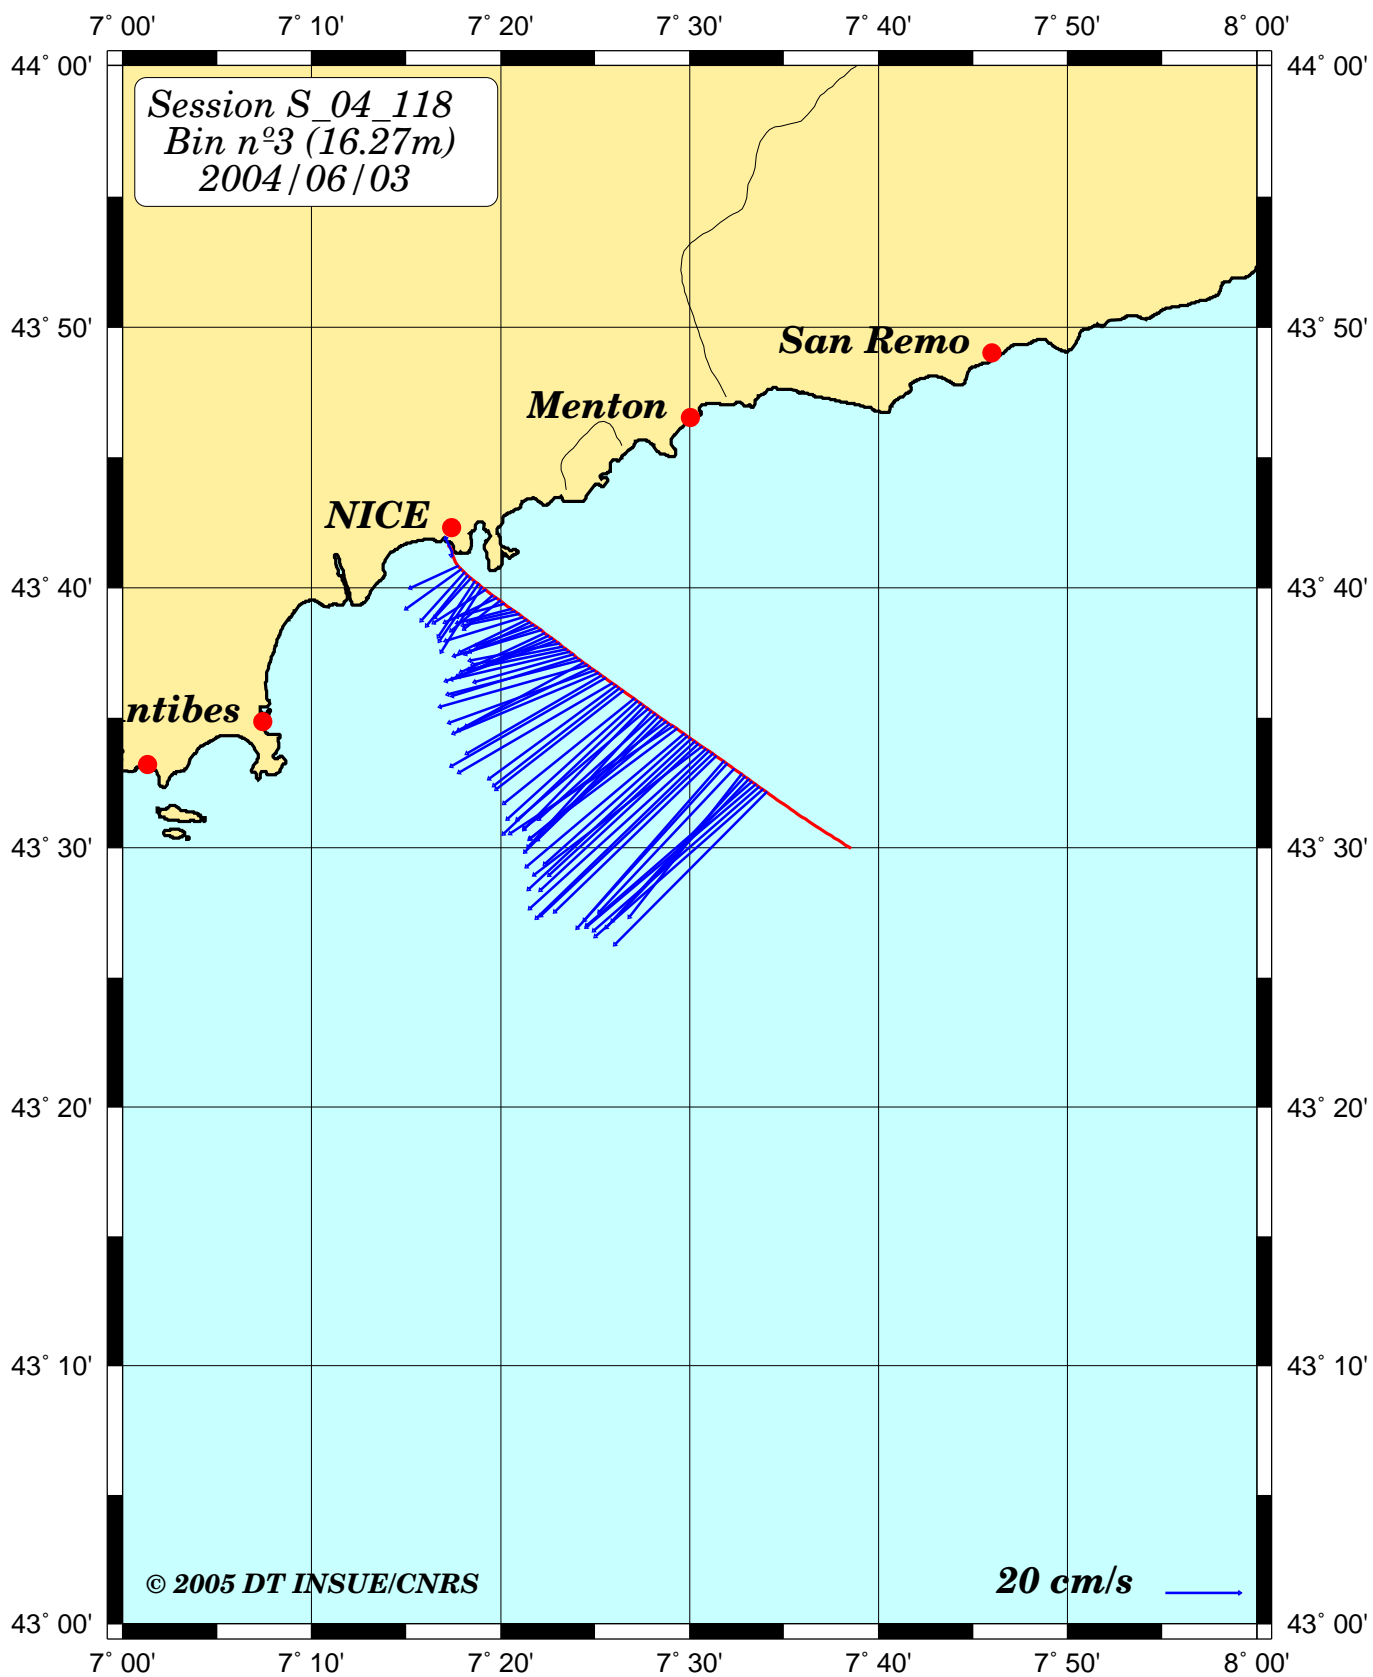 7° 00' 7° 10' 7° 20' 7° 30' 7° 40' 7° 50' 8° 00'
44° 00' 44° 00'
Session S_04_118
Bin nº3 (16.27m)
2004/06/03
43° 50' 43° 50'
San Remo
Menton
NICE
43° 40' 43° 40'
ntibes
43° 30' 43° 30'
43° 20' 43° 20'
43° 10' 43° 10'
© 2005 DT INSUE/CNRS 20 cm/s
43° 00' 43° 00'
7° 00' 7° 10' 7° 20' 7° 30' 7° 40' 7° 50' 8° 00'